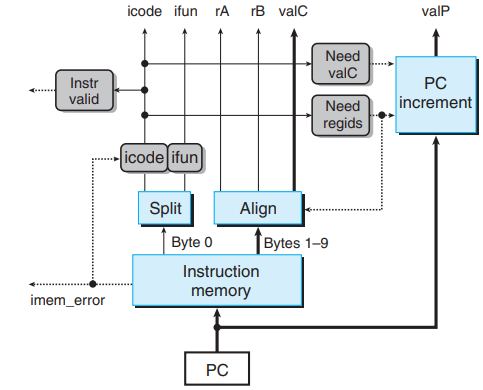 icode ifun rA rB valC valP
Need
valC
Instr
valid
PC
increment
Need
regids
icode ifun
Split Align
Byte 0 Bytes 1–9
Instruction
memory
imem_error
PC